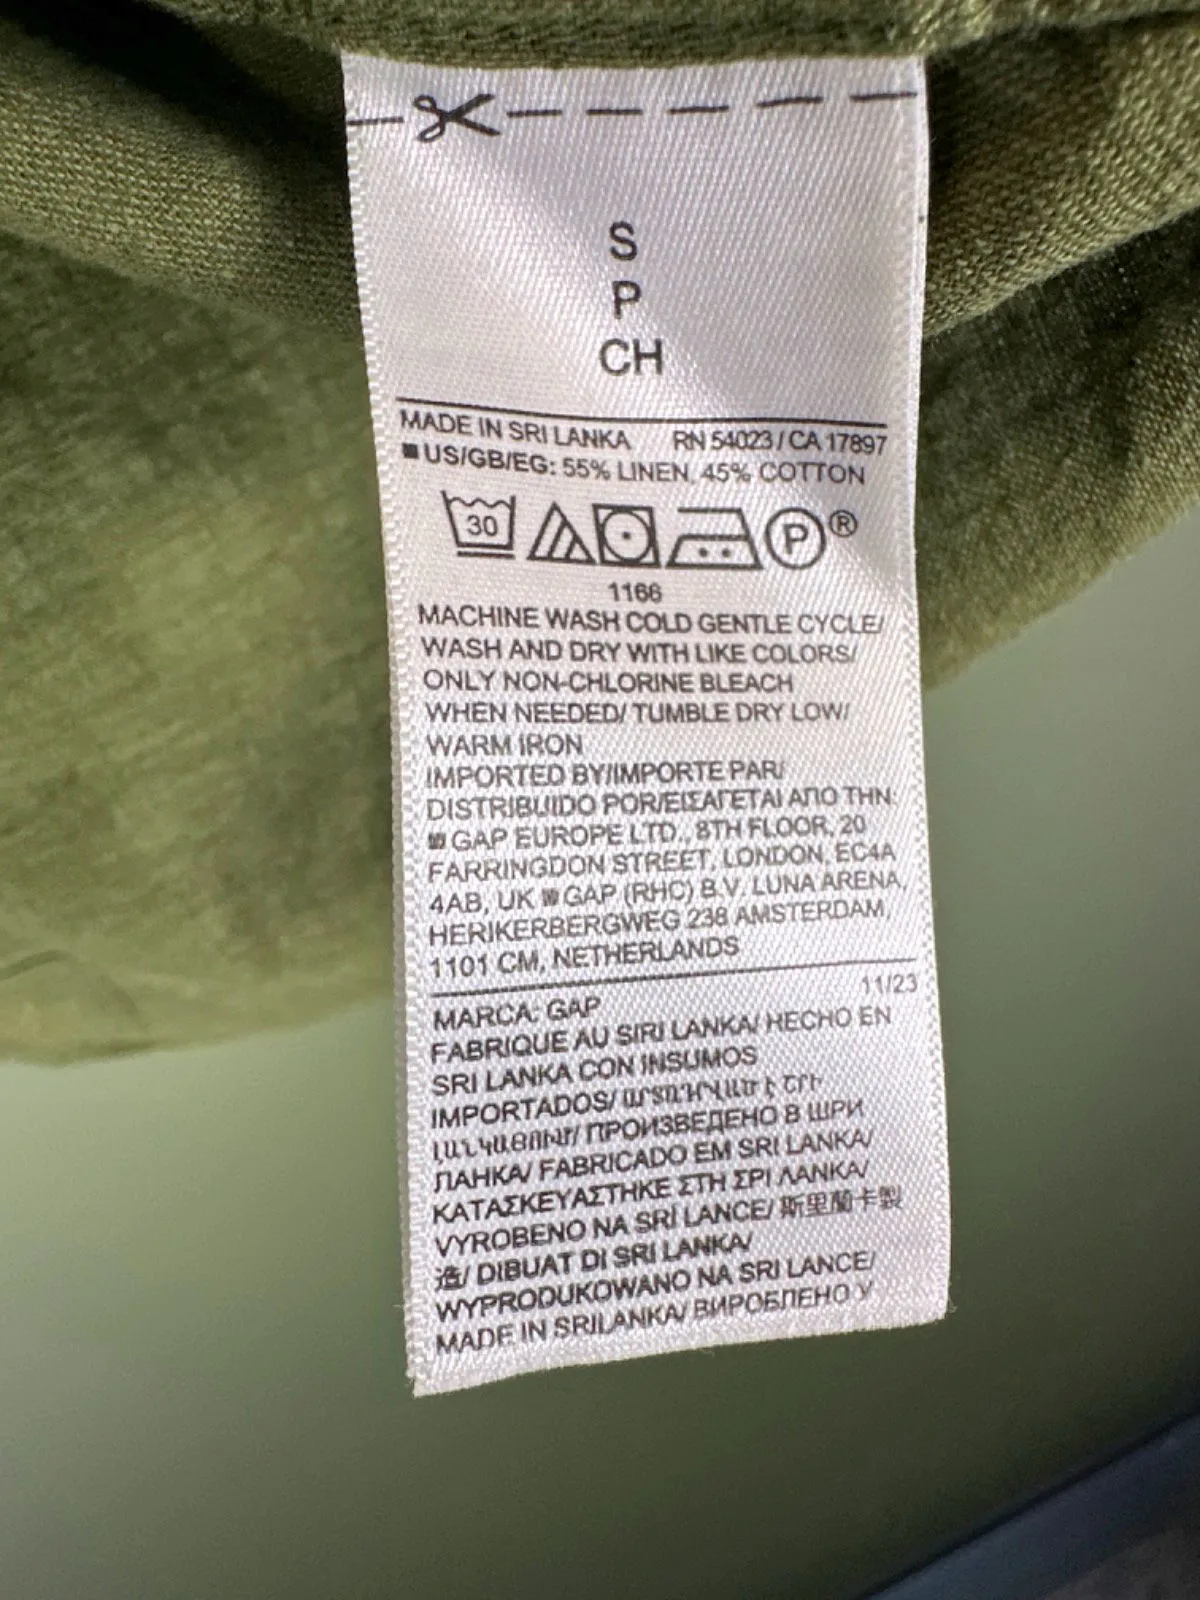 S
P
CH
MADE IN SRI LANKA RN 54023 / CA 17897
US/GB/EG: 55% LINEN, 45% COTTON
30 P ®
1166
MACHINE WASH COLD GENTLE CYCLE/
WASH AND DRY WITH LIKE COLORS/
ONLY NON-CHLORINE BLEACH
WHEN NEEDED/ TUMBLE DRY LOW/
WARM IRON
IMPORTED BY/IMPORTE PAR/
DISTRIBUIDO POR/ΕΙΣΑΓΕΤΑΙ ΑΠΟ ΤΗΝ:
GAP EUROPE LTD., 8TH FLOOR, 20
FARRINGDON STREET, LONDON, EC4A
4AB, UK GAP (RHC) B.V. LUNA ARENA,
HERIKERBERGWEG 238 AMSTERDAM,
1101 CM, NETHERLANDS
11/23
MARCA: GAP
FABRIQUE AU SIRI LANKA/ HECHO EN
SRI LANKA CON INSUMOS
IMPORTADOS/ ԱՐՏԱԴՎԱԾ Է ՇՐԻ
ԼԱՆԿԱՅՈՒՄ/ ПРОИЗВЕДЕНО В ШРИ
ЛАНКА/ FABRICADO EM SRI LANKA/
ΚΑΤΑΣΚΕΥΑΣΤΗΚΕ ΣΤΗ ΣΡΙ ΛΑΝΚΑ/
VYROBENO NA SRÍ LANCE/ 斯里蘭卡製
造/ DIBUAT DI SRI LANKA/
WYPRODUKOWANO NA SRI LANCE/
MADE IN SRILANKA/ ВИРОБЛЕНО У